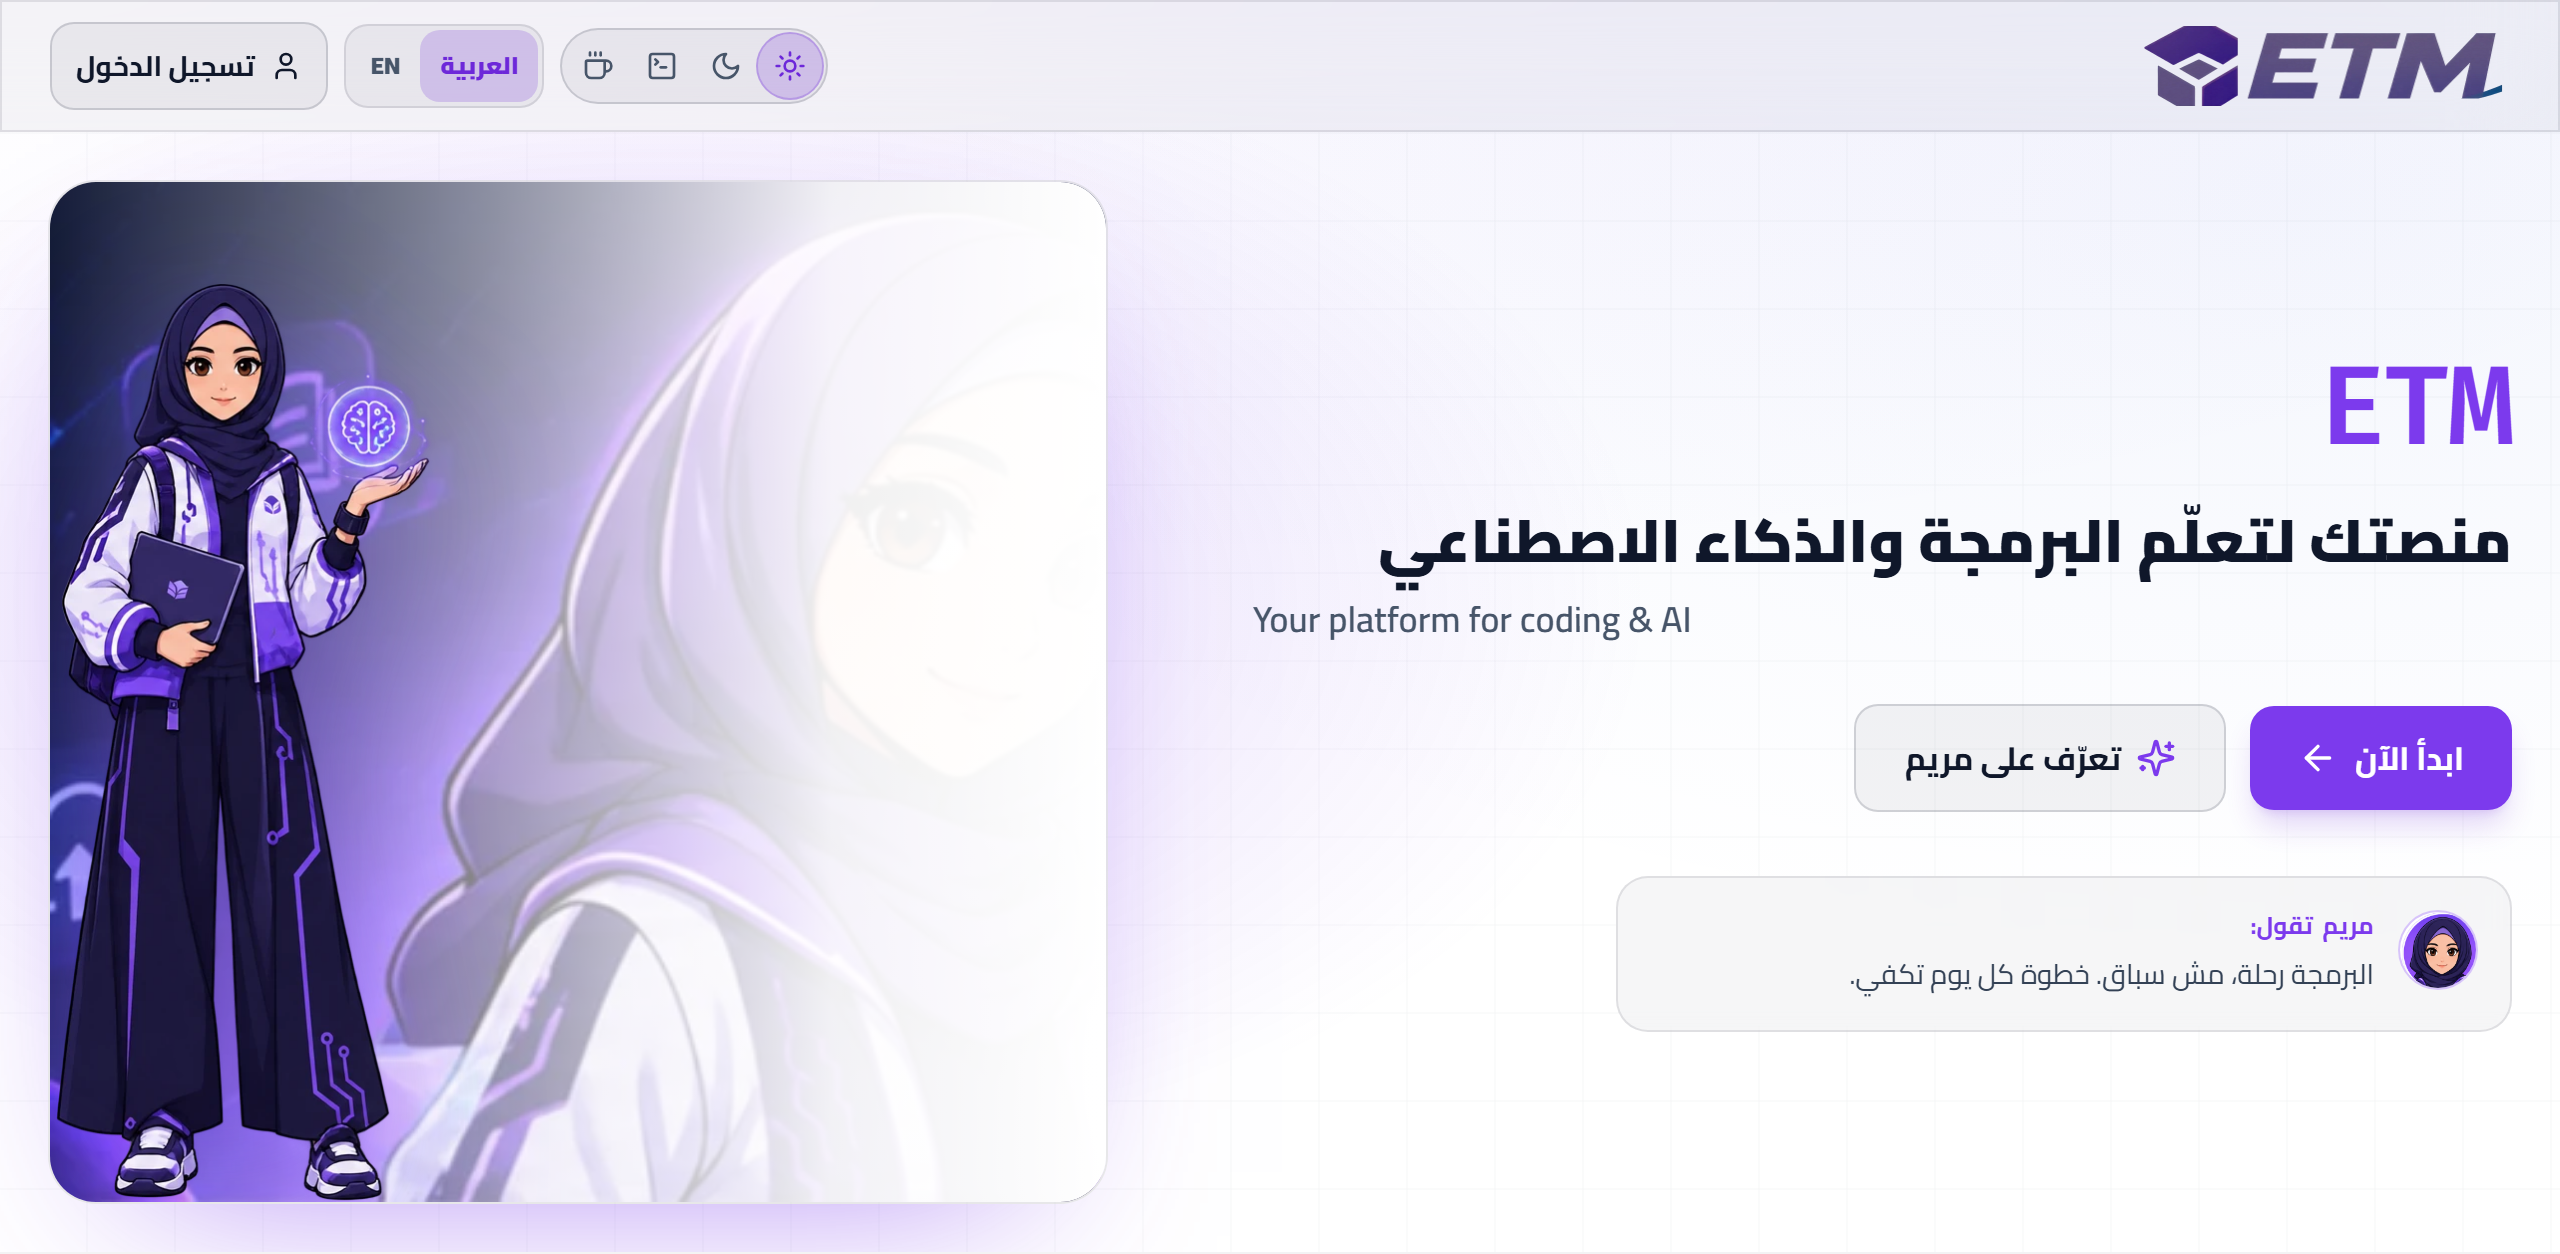 ETM
العربية
EN
تسجيل الدخول
ETM
منصتك لتعلّم البرمجة والذكاء الاصطناعي
Your platform for coding & AI
ابدأ الآن
تعرّف على مريم
مريم تقول:
البرمجة رحلة، مش سباق. خطوة كل يوم تكفي.